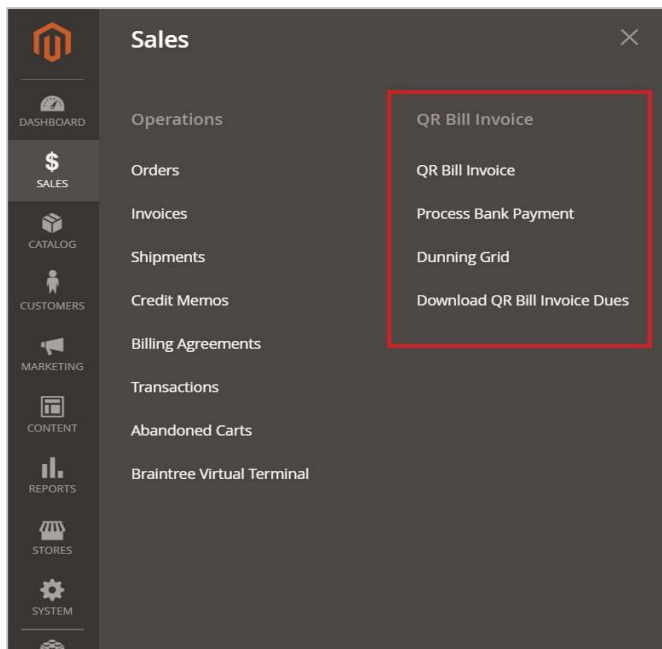 Sales
DASHBOARD
SALES
CATALOG
CUSTOMERS
MARKETING
CONTENT
REPORTS
STORES
SYSTEM
Operations
Orders
Invoices
Shipments
Credit Memos
Billing Agreements
Transactions
Abandoned Carts
Braintree Virtual Terminal
QR Bill Invoice
QR Bill Invoice
Process Bank Payment
Dunning Grid
Download QR Bill Invoice Dues